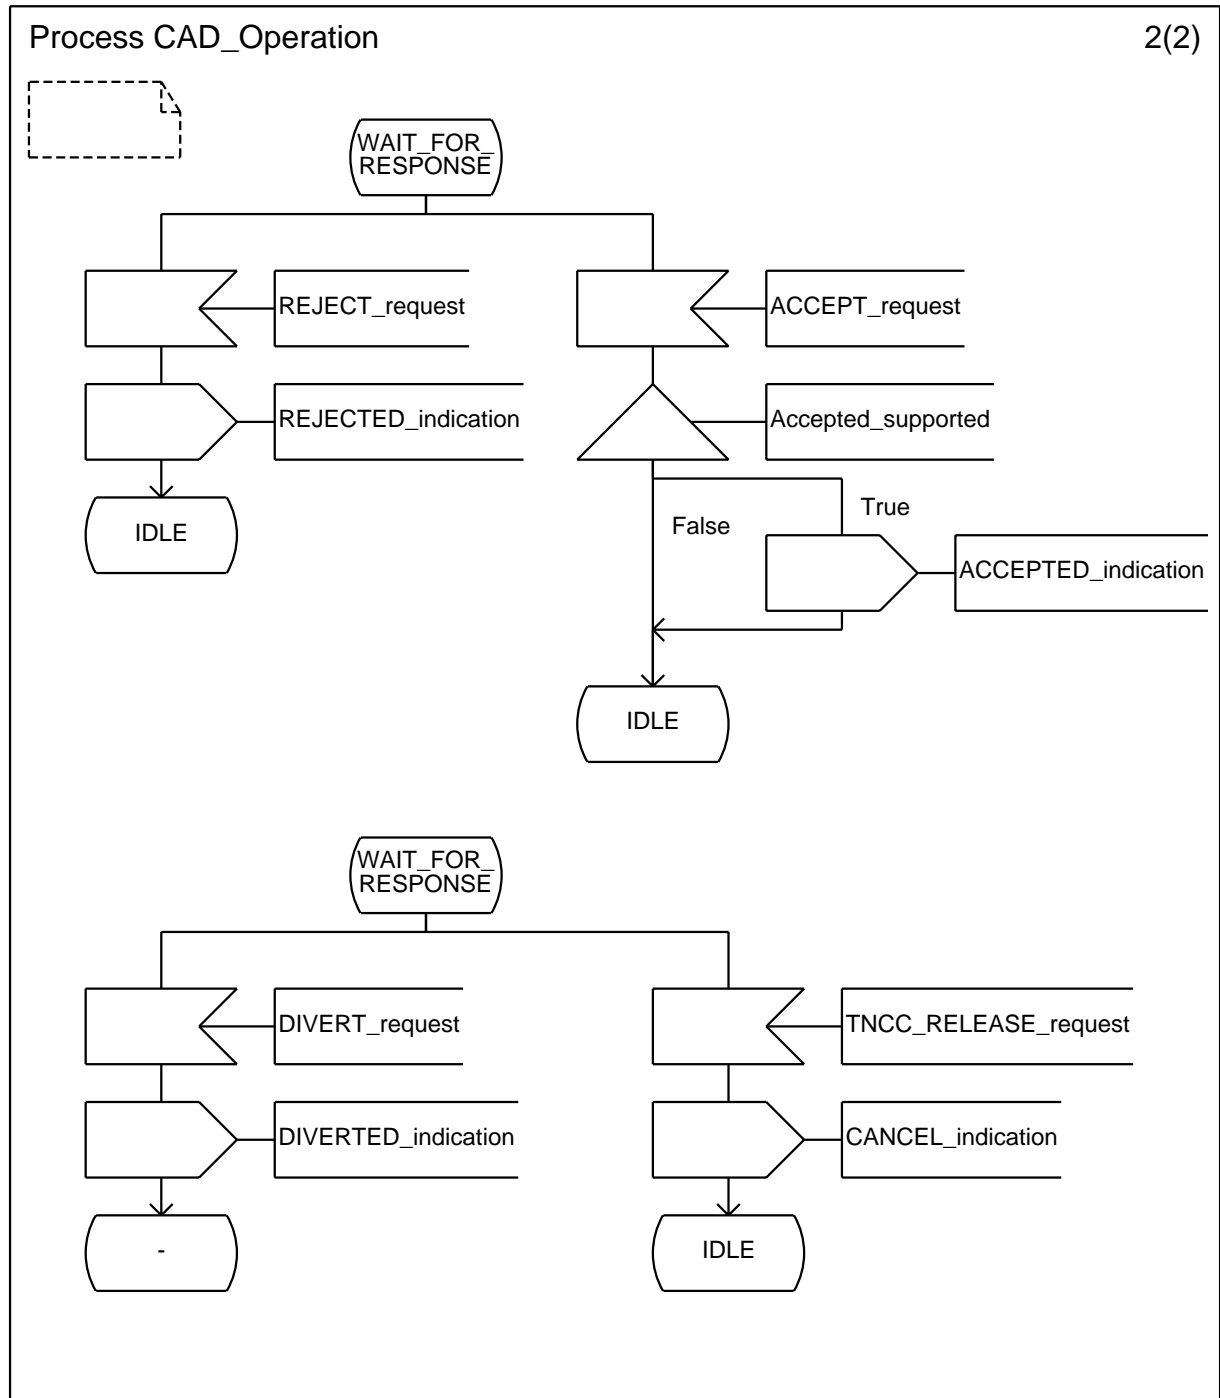 Process CAD_Operation
2(2)
WAIT_FOR_
RESPONSE
REJECT_request
ACCEPT_request
REJECTED_indication
Accepted_supported
IDLE
False
True
ACCEPTED_indication
IDLE
WAIT_FOR_
RESPONSE
DIVERT_request
TNCC_RELEASE_request
DIVERTED_indication
CANCEL_indication
-
IDLE